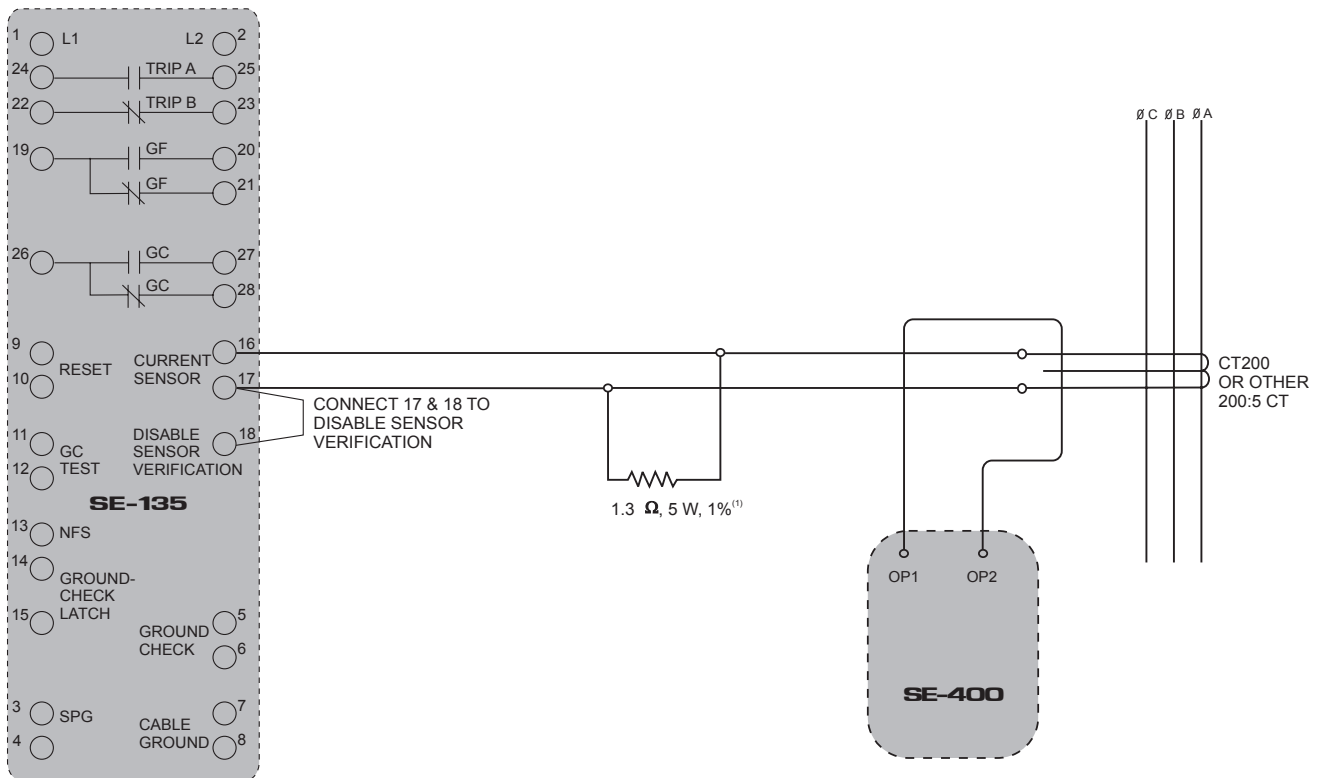 1 L1 L2 2
24 TRIP A 25
22 TRIP B 23
19 GF 20
GF 21
26 GC 27
GC 28
9
10
RESET
CURRENT
SENSOR
16
17
CONNECT 17 & 18 TO
DISABLE SENSOR
VERIFICATION
11
12
GC
TEST
DISABLE
SENSOR
VERIFICATION
18
SE-135
13 NFS
14
15
GROUND-
CHECK
LATCH
GROUND
CHECK
5
6
3 SPG
4
CABLE
GROUND
7
8
1.3 Ω, 5 W, 1%(1)
OP1 OP2
SE-400
Ø C Ø B Ø A
CT200
OR OTHER
200:5 CT